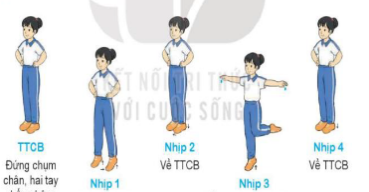 KẾT NỐI TRI THỨC
VỚI CUỘC SỐNG
TTCB
Đứng chụm
chân, hai tay
Nhịp 1
Nhịp 2
Về TTCB
Nhịp 3
Nhịp 4
Về TTCB